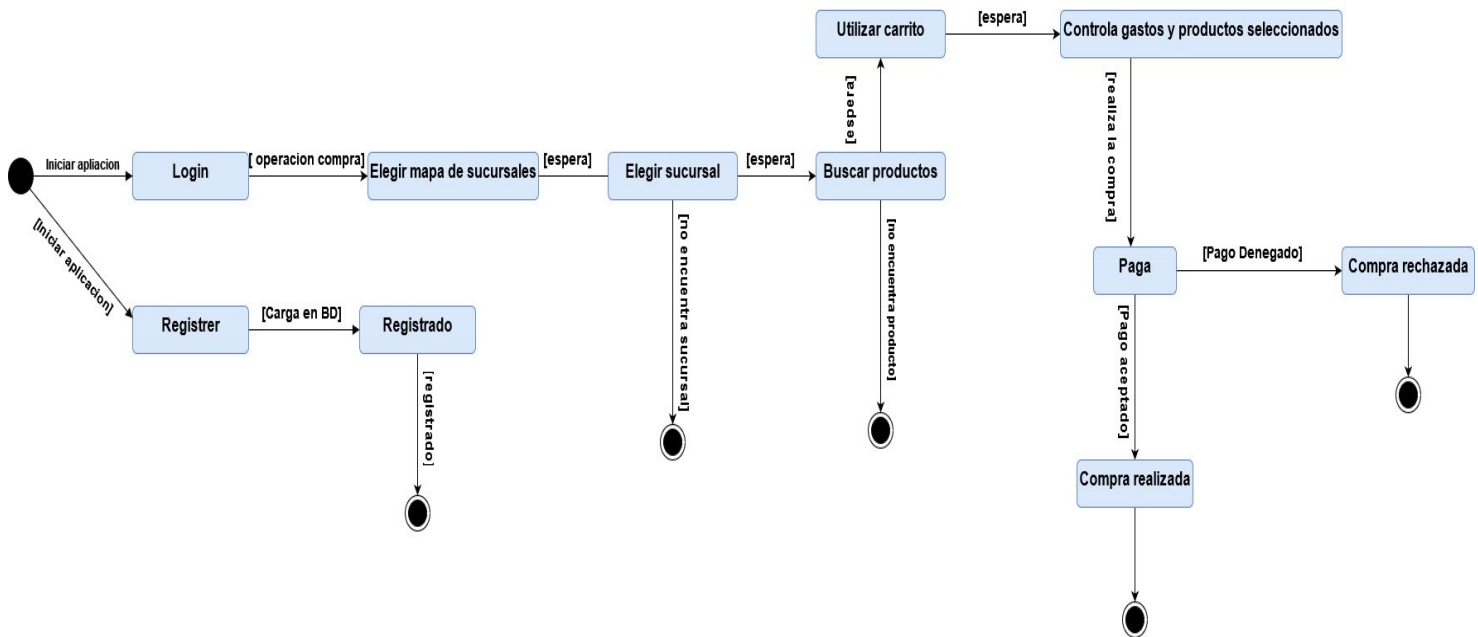 Utilizar carrito
[espera]
Controla gastos y productos seleccionados
[espera]
[realiza la compra]
Iniciar apliacion
Login
[ operacion compra]
Elegir mapa de sucursales
[espera]
Elegir sucursal
[espera]
Buscar productos
[Iniciar aplicacion]
[no encuentra sucursal]
[no encuentra producto]
Paga
[Pago Denegado]
Compra rechazada
Registrer
[Carga en BD]
Registrado
[registrado]
[Pago aceptado]
Compra realizada